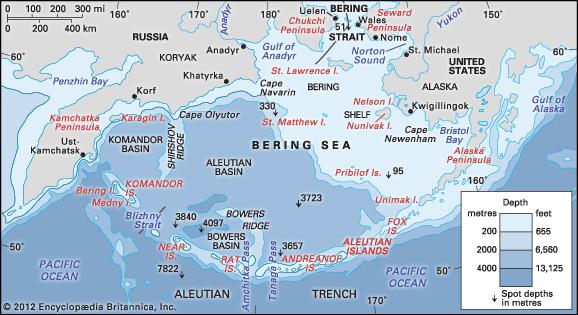 0 100 200 300 mi
0 200 400 km
160°
170°
180°
BERING
STRAIT
150°
Uelen
Chukchi
Peninsula
51
Wales
Seward
Peninsula
Nome
Yukon
Anadyr
RUSSIA
Anadyr
Gulf of
Anadyr
Norton
Sound
St. Michael
KORYAK
St. Lawrence I.
UNITED
STATES
60°
60°
Penzhin Bay
Khatyrka
Cape
Navarin
BERING
ALASKA
Korf
330
Nelson I.
Kwigillingok
Gulf of
Alaska
Kamchatka
Peninsula
Karagin I.
Cape Olyutor
St. Matthew I.
SHELF
Nunivak I.
Cape
Newenham
Bristol
Bay
Ust-
Kamchatsk
KOMANDOR
BASIN
SHIRSHOV
RIDGE
BERING SEA
Alaska
Peninsula
ALEUTIAN
BASIN
Pribilof Is.
95
160°
Bering I.
Medny I.
KOMANDOR
IS.
3723
Unimak I.
Blizhny
Strait
3840
4097
BOWERS
RIDGE
FOX
IS.
BOWERS
BASIN
3657
ALEUTIAN
ISLANDS
50°
50°
NEAR
IS.
RAT
IS.
Amchitka Pass
Tanaga Pass
ANDREANOF
IS.
7822
PACIFIC
OCEAN
PACIFIC
OCEAN
ALEUTIAN TRENCH
170°
Depth
metres feet
200 655
2000 6,560
4000 13,125
Spot depths
in metres
© 2012 Encyclopædia Britannica, Inc.